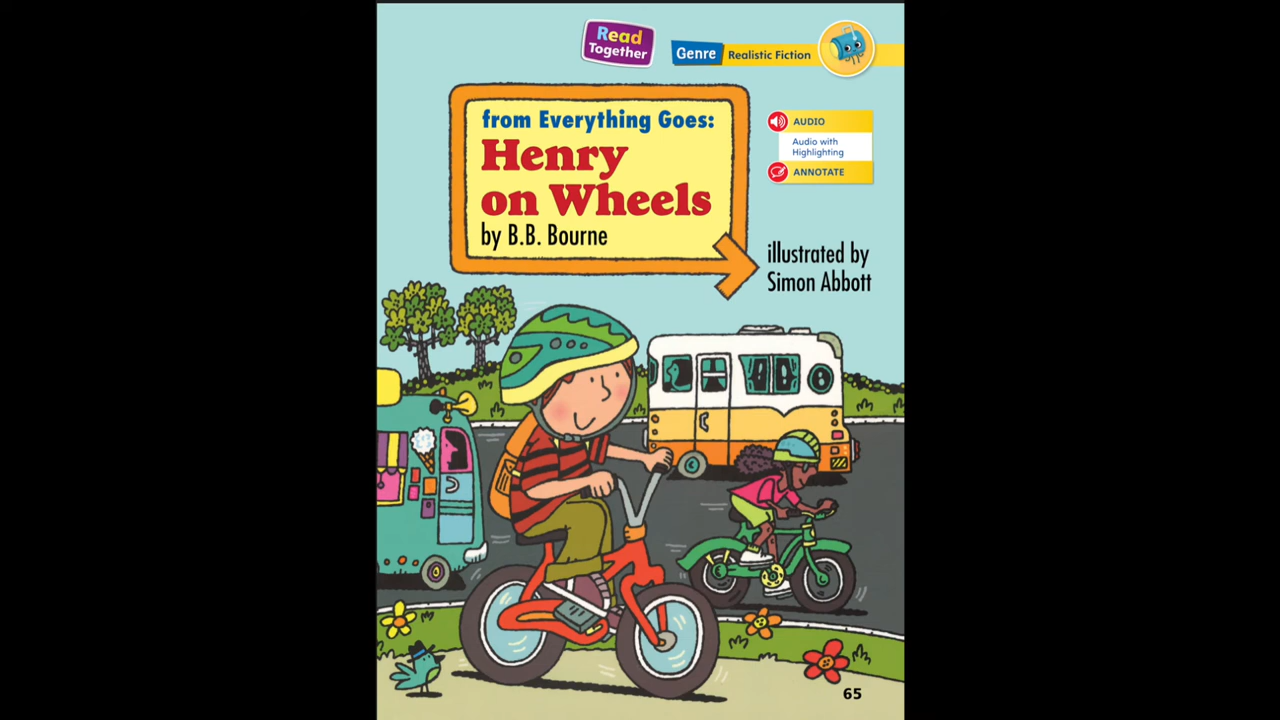 Read
Together
Genre Realistic Fiction
from Everything Goes:
Henry
on Wheels
by B.B. Bourne
AUDIO
Audio with
Highlighting
ANNOTATE
illustrated by
Simon Abbott
65